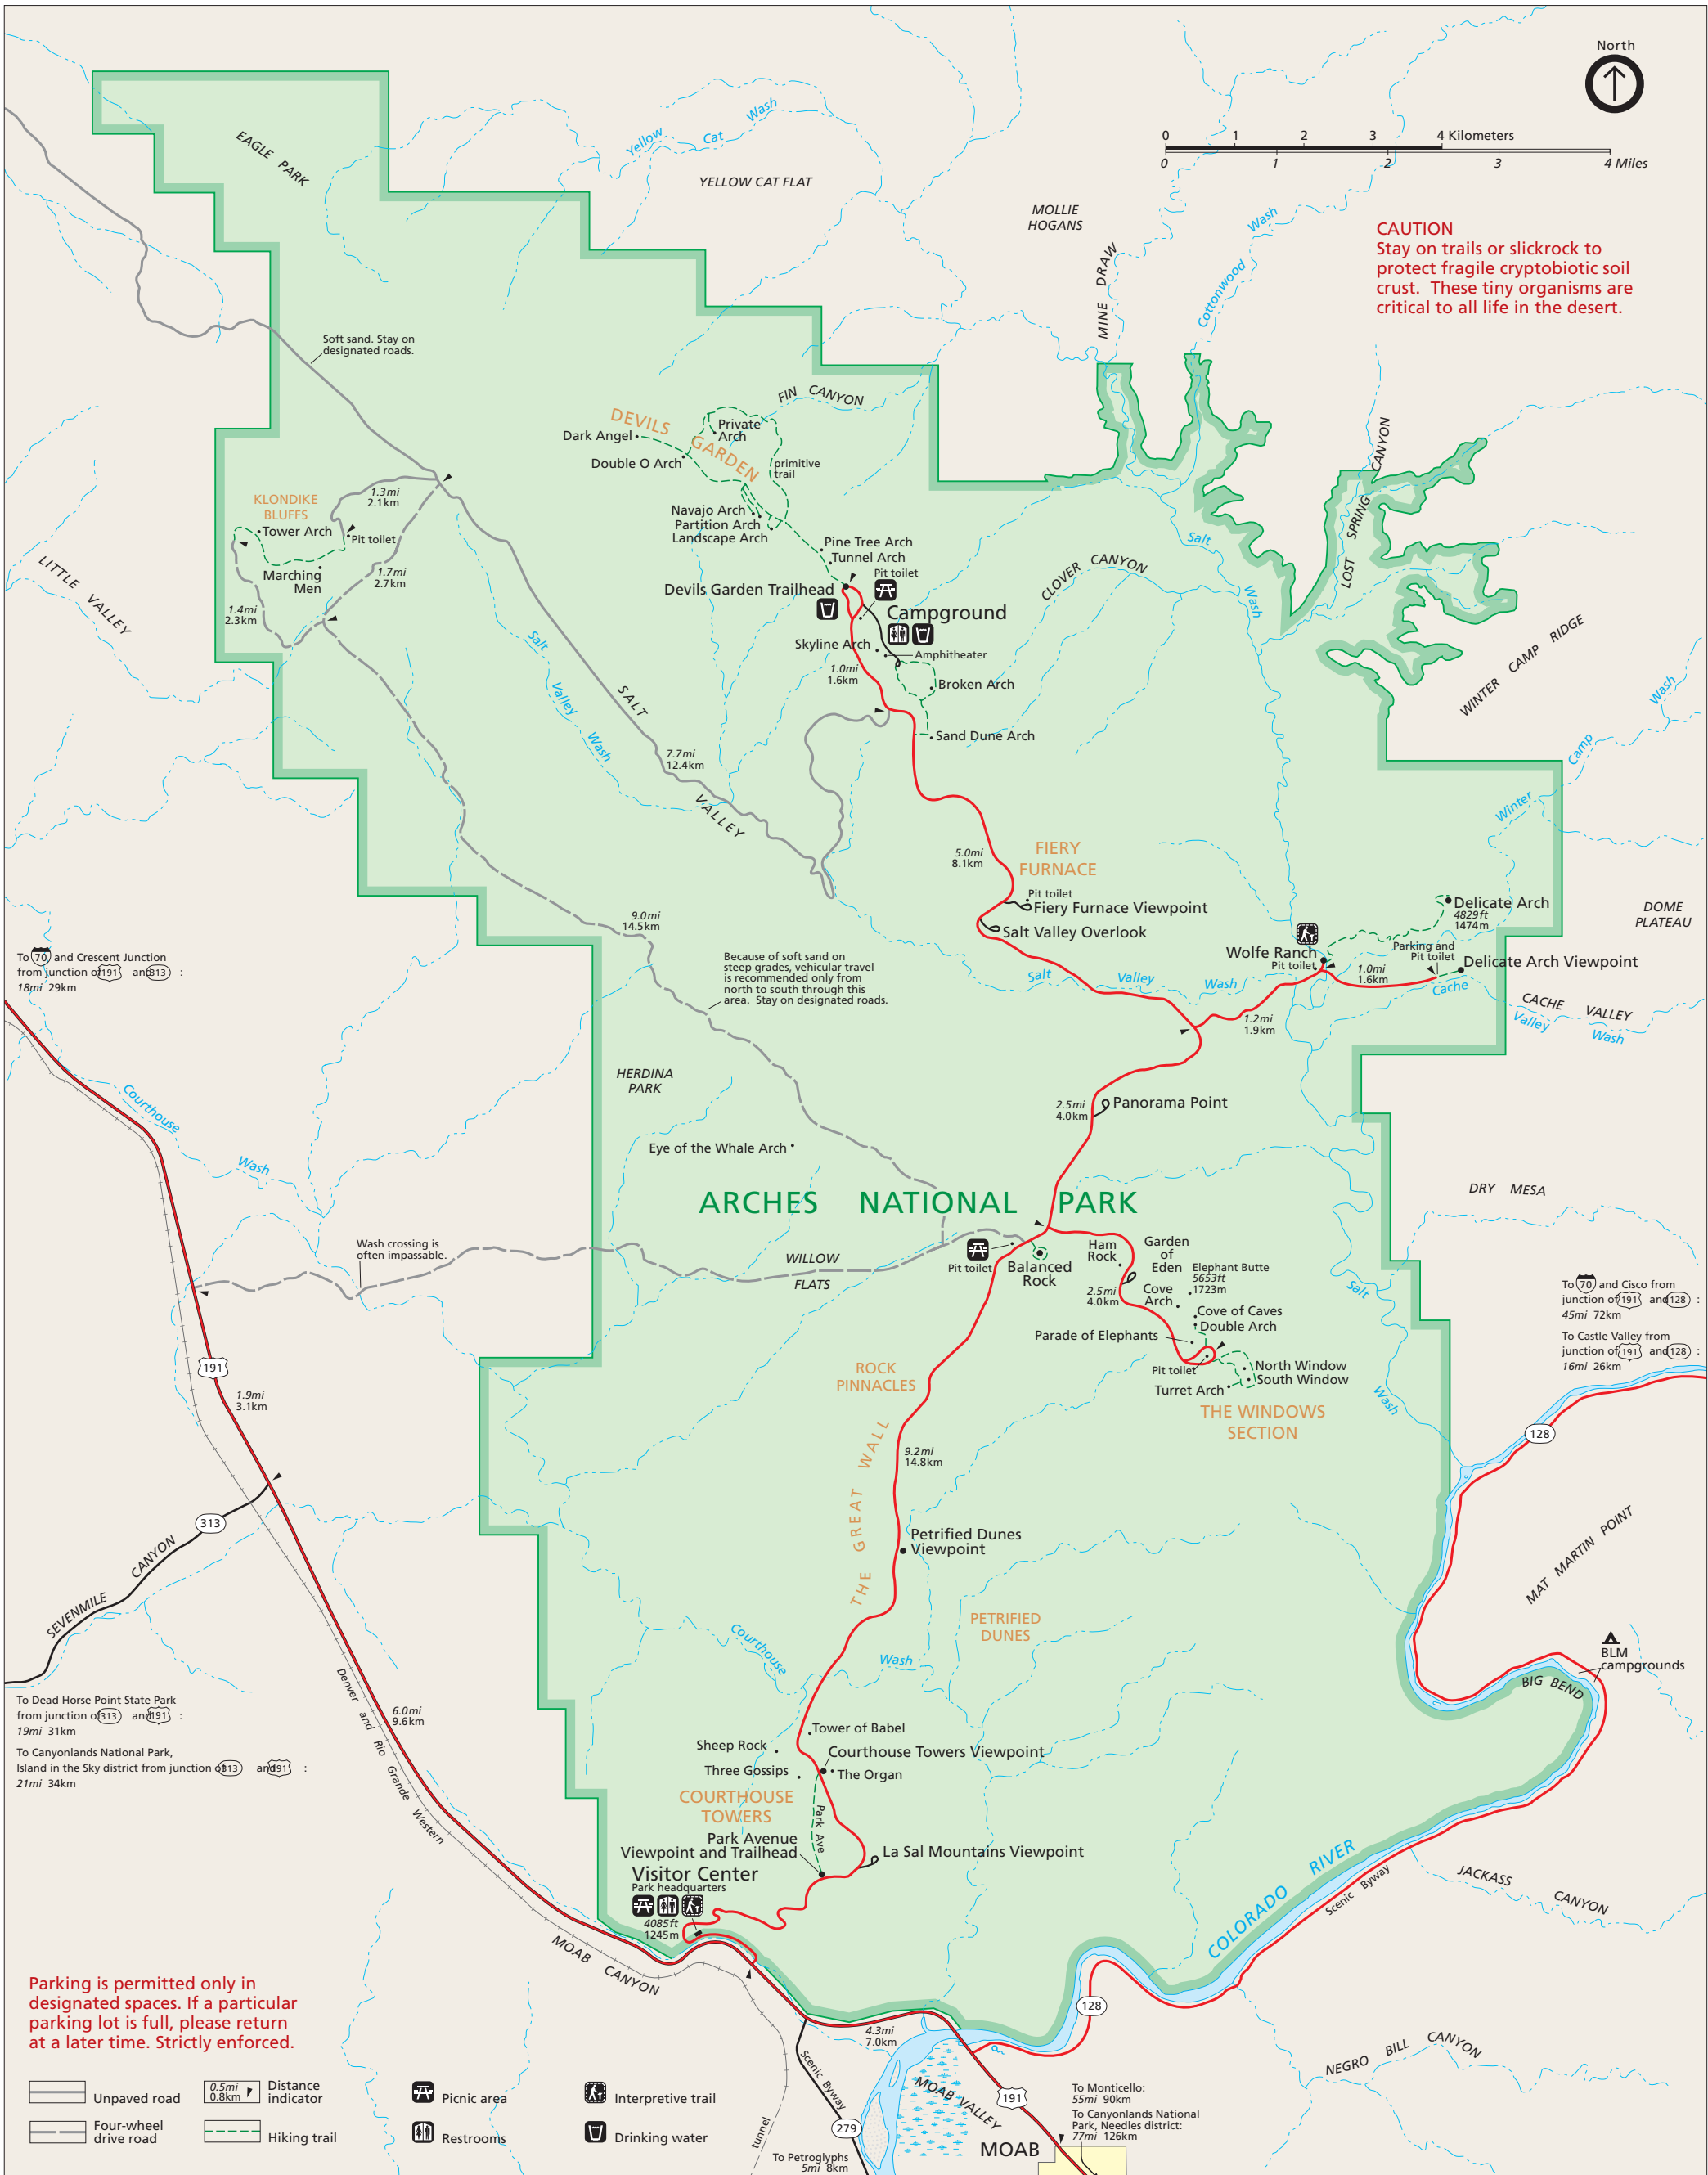 North
0 1 2 3 4 Kilometers
0 1 2 3 4 Miles
EAGLE PARK
Yellow Cat Wash
YELLOW CAT FLAT
MOLLIE
HOGANS
MINE DRAW
Cottonwood Wash
CAUTION
Stay on trails or slickrock to
protect fragile cryptobiotic soil
crust. These tiny organisms are
critical to all life in the desert.
Soft sand. Stay on
designated roads.
FIN CANYON
DEVILS GARDEN
Private
Arch
Dark Angel
Double O Arch
primitive
trail
Navajo Arch
Partition Arch
Landscape Arch
Pine Tree Arch
Tunnel Arch
Pit toilet
Devils Garden Trailhead
Campground
Skyline Arch
Amphitheater
1.0mi
1.6km
Broken Arch
Sand Dune Arch
KLONDIKE
BLUFFS
1.3mi
2.1km
Tower Arch
Pit toilet
Marching
Men
1.7mi
2.7km
1.4mi
2.3km
LITTLE VALLEY
Salt Valley Wash
SALT VALLEY
7.7mi
12.4km
CLOVER CANYON
Salt Wash
LOST SPRING CANYON
WINTER CAMP RIDGE
Winter Camp Wash
5.0mi
8.1km
FIERY
FURNACE
Pit toilet
Fiery Furnace Viewpoint
Salt Valley Overlook
Delicate Arch
4829ft
1474m
DOME
PLATEAU
Wolfe Ranch
Pit toilet
Parking and
Pit toilet
Delicate Arch Viewpoint
1.0mi
1.6km
Salt Valley Wash
1.2mi
1.9km
Cache Valley Wash
CACHE VALLEY
9.0mi
14.5km
Because of soft sand on
steep grades, vehicular travel
is recommended only from
north to south through this
area. Stay on designated roads.
To 70 and Crescent Junction
from junction of 191 and 313 :
18mi 29km
Courthouse Wash
HERDINA
PARK
2.5mi
4.0km
Panorama Point
Eye of the Whale Arch
ARCHES NATIONAL PARK
DRY MESA
Wash crossing is
often impassable.
WILLOW
FLATS
Pit toilet
Balanced
Rock
Ham
Rock
Garden
of
Eden
Elephant Butte
5653ft
1723m
2.5mi
4.0km
Cove
Arch
Cove of Caves
Double Arch
Parade of Elephants
Pit toilet
North Window
South Window
Turret Arch
THE WINDOWS
SECTION
Salt Wash
To 70 and Cisco from
junction of 191 and 128 :
45mi 72km
To Castle Valley from
junction of 191 and 128 :
16mi 26km
128
191
1.9mi
3.1km
ROCK
PINNACLES
THE GREAT WALL
9.2mi
14.8km
Petrified Dunes
Viewpoint
PETRIFIED
DUNES
313
SEVENMILE CANYON
MAT MARTIN POINT
BLM
campgrounds
BIG BEND
Courthouse Wash
To Dead Horse Point State Park
from junction of 313 and 191 :
19mi 31km
To Canyonlands National Park,
Island in the Sky district from junction of 313 and 191 :
21mi 34km
6.0mi
9.6km
Denver and Rio Grande Western
Tower of Babel
Sheep Rock
Courthouse Towers Viewpoint
Three Gossips
The Organ
COURTHOUSE
TOWERS
Park Ave
Park Avenue
Viewpoint and Trailhead
La Sal Mountains Viewpoint
Visitor Center
Park headquarters
4085ft
1245m
MOAB CANYON
COLORADO RIVER
Scenic Byway
JACKASS CANYON
128
NEGRO BILL CANYON
Parking is permitted only in
designated spaces. If a particular
parking lot is full, please return
at a later time. Strictly enforced.
4.3mi
7.0km
Scenic Byway
279
tunnel
To Petroglyphs
5mi 8km
MOAB VALLEY
191
MOAB
To Monticello:
55mi 90km
To Canyonlands National
Park, Needles district:
77mi 126km
Unpaved road
0.5mi
0.8km
Distance
indicator
Picnic area
Interpretive trail
Four-wheel
drive road
Hiking trail
Restrooms
Drinking water